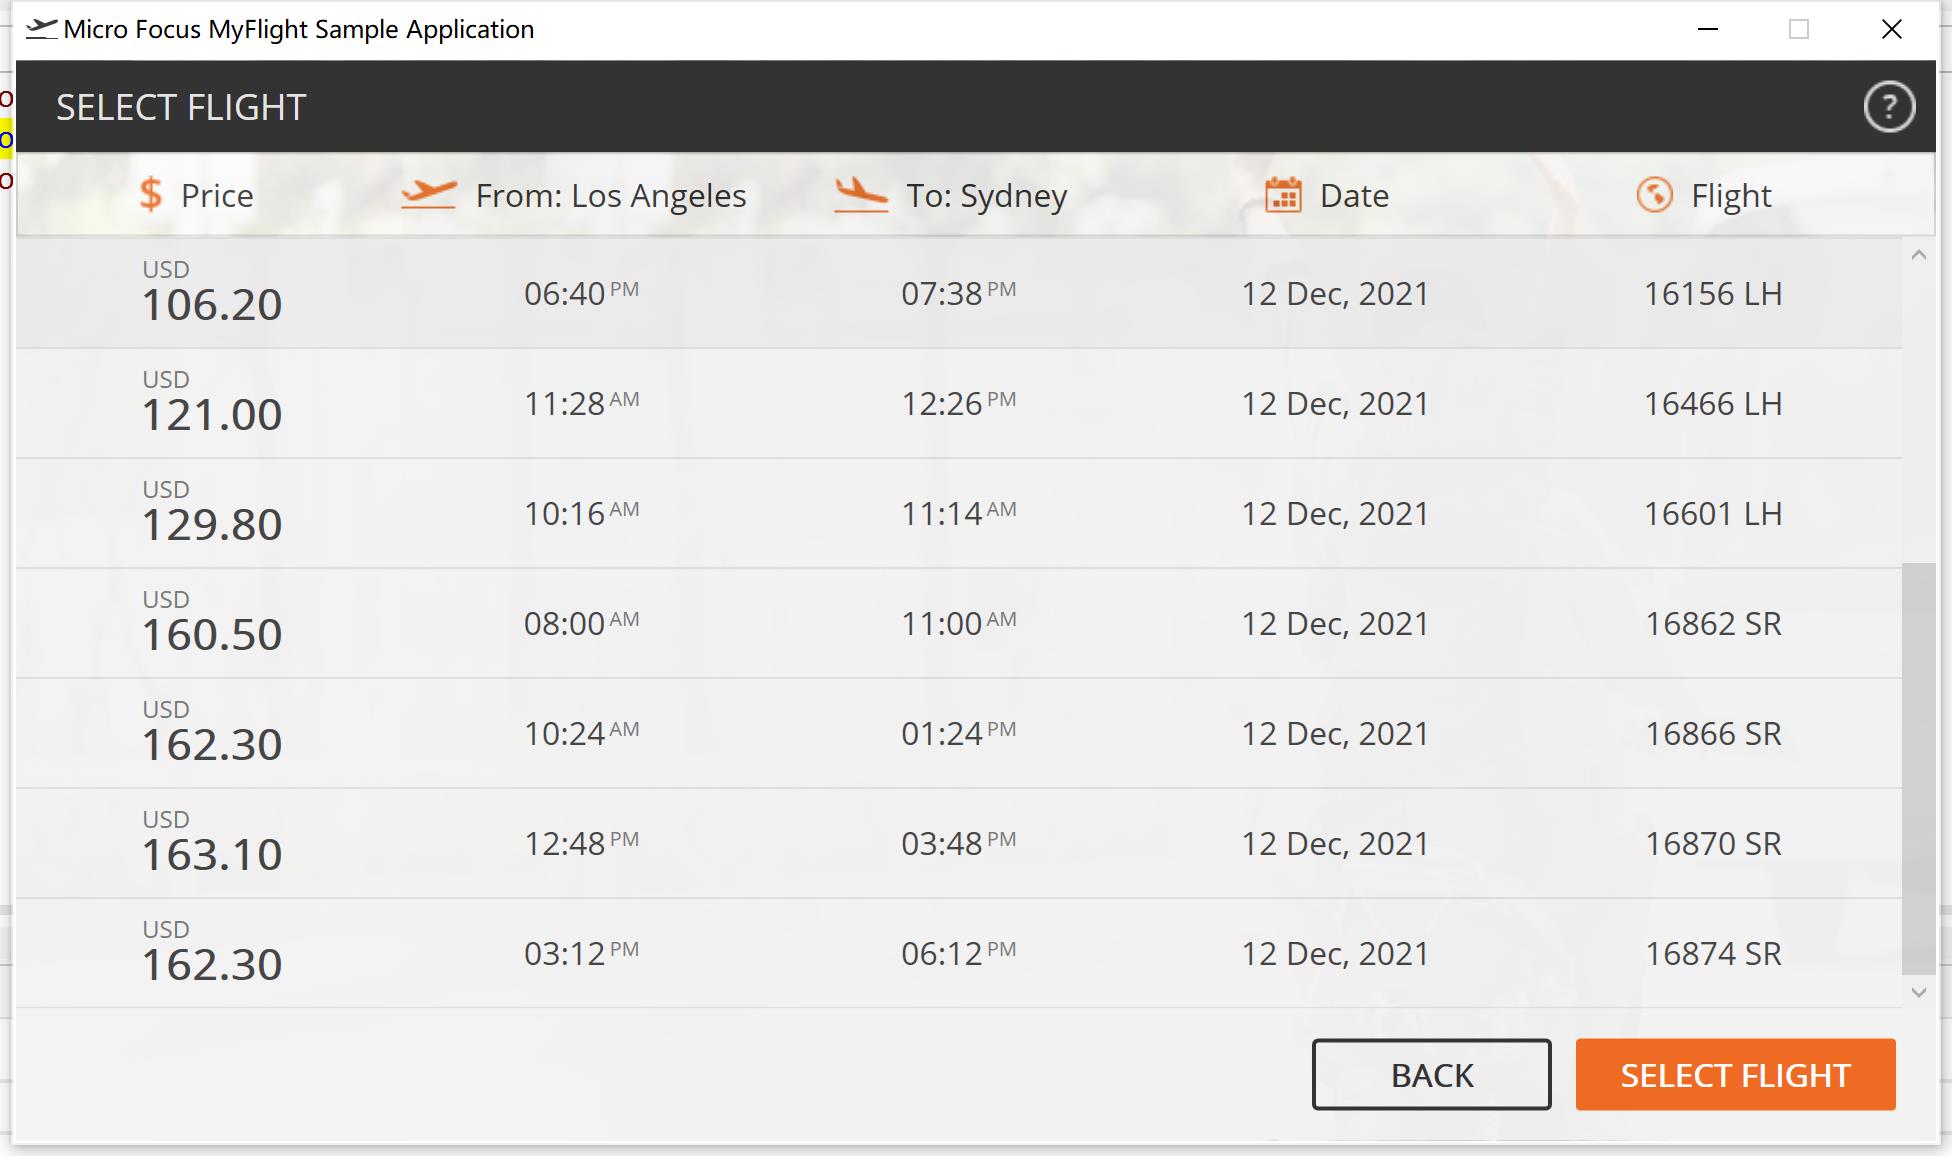 Micro Focus MyFlight Sample Application
SELECT FLIGHT
?
$ Price From: Los Angeles To: Sydney Date Flight
USD
106.20 06:40 PM 07:38 PM 12 Dec, 2021 16156 LH
USD
121.00 11:28 AM 12:26 PM 12 Dec, 2021 16466 LH
USD
129.80 10:16 AM 11:14 AM 12 Dec, 2021 16601 LH
USD
160.50 08:00 AM 11:00 AM 12 Dec, 2021 16862 SR
USD
162.30 10:24 AM 01:24 PM 12 Dec, 2021 16866 SR
USD
163.10 12:48 PM 03:48 PM 12 Dec, 2021 16870 SR
USD
162.30 03:12 PM 06:12 PM 12 Dec, 2021 16874 SR
BACK SELECT FLIGHT